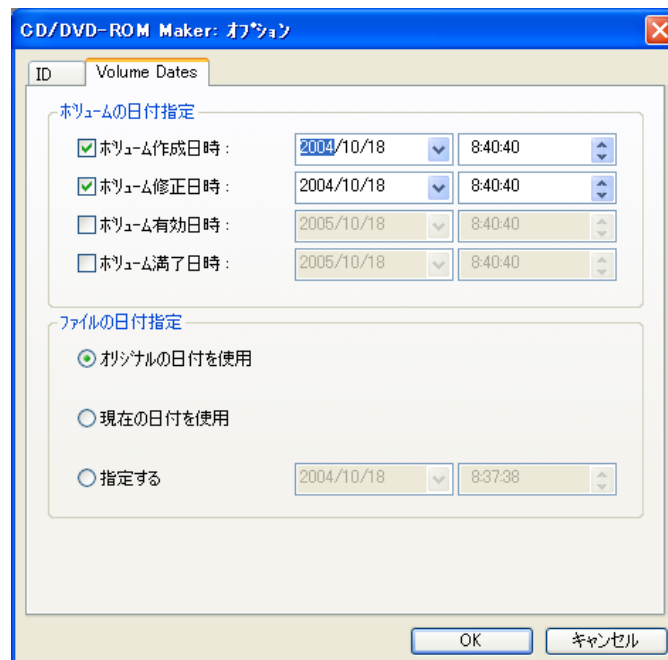 CD/DVD-ROM Maker: オプション
ID Volume Dates
ボリュームの日付指定
ボリューム作成日時 : 2004/10/18 8:40:40
ボリューム修正日時 : 2004/10/18 8:40:40
ボリューム有効日時 : 2005/10/18 8:40:40
ボリューム満了日時 : 2005/10/18 8:40:40
ファイルの日付指定
オリジナルの日付を使用
現在の日付を使用
指定する 2004/10/18 8:37:38
OK キャンセル